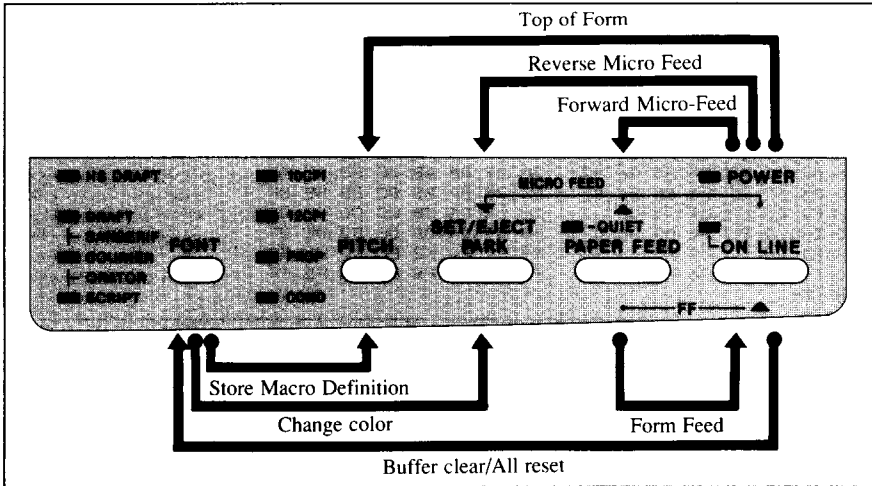 Top of Form
Reverse Micro Feed
Forward Micro-Feed
HS DRAFT
10CPI
MICRO FEED
POWER
DRAFT
12CPI
SANSERIF
FONT
PITCH
SET/EJECT
PARK
QUIET
PAPER FEED
ON LINE
COURIER
PROP
ORATOR
SCRIPT
COND
FF
Store Macro Definition
Change color
Form Feed
Buffer clear/All reset